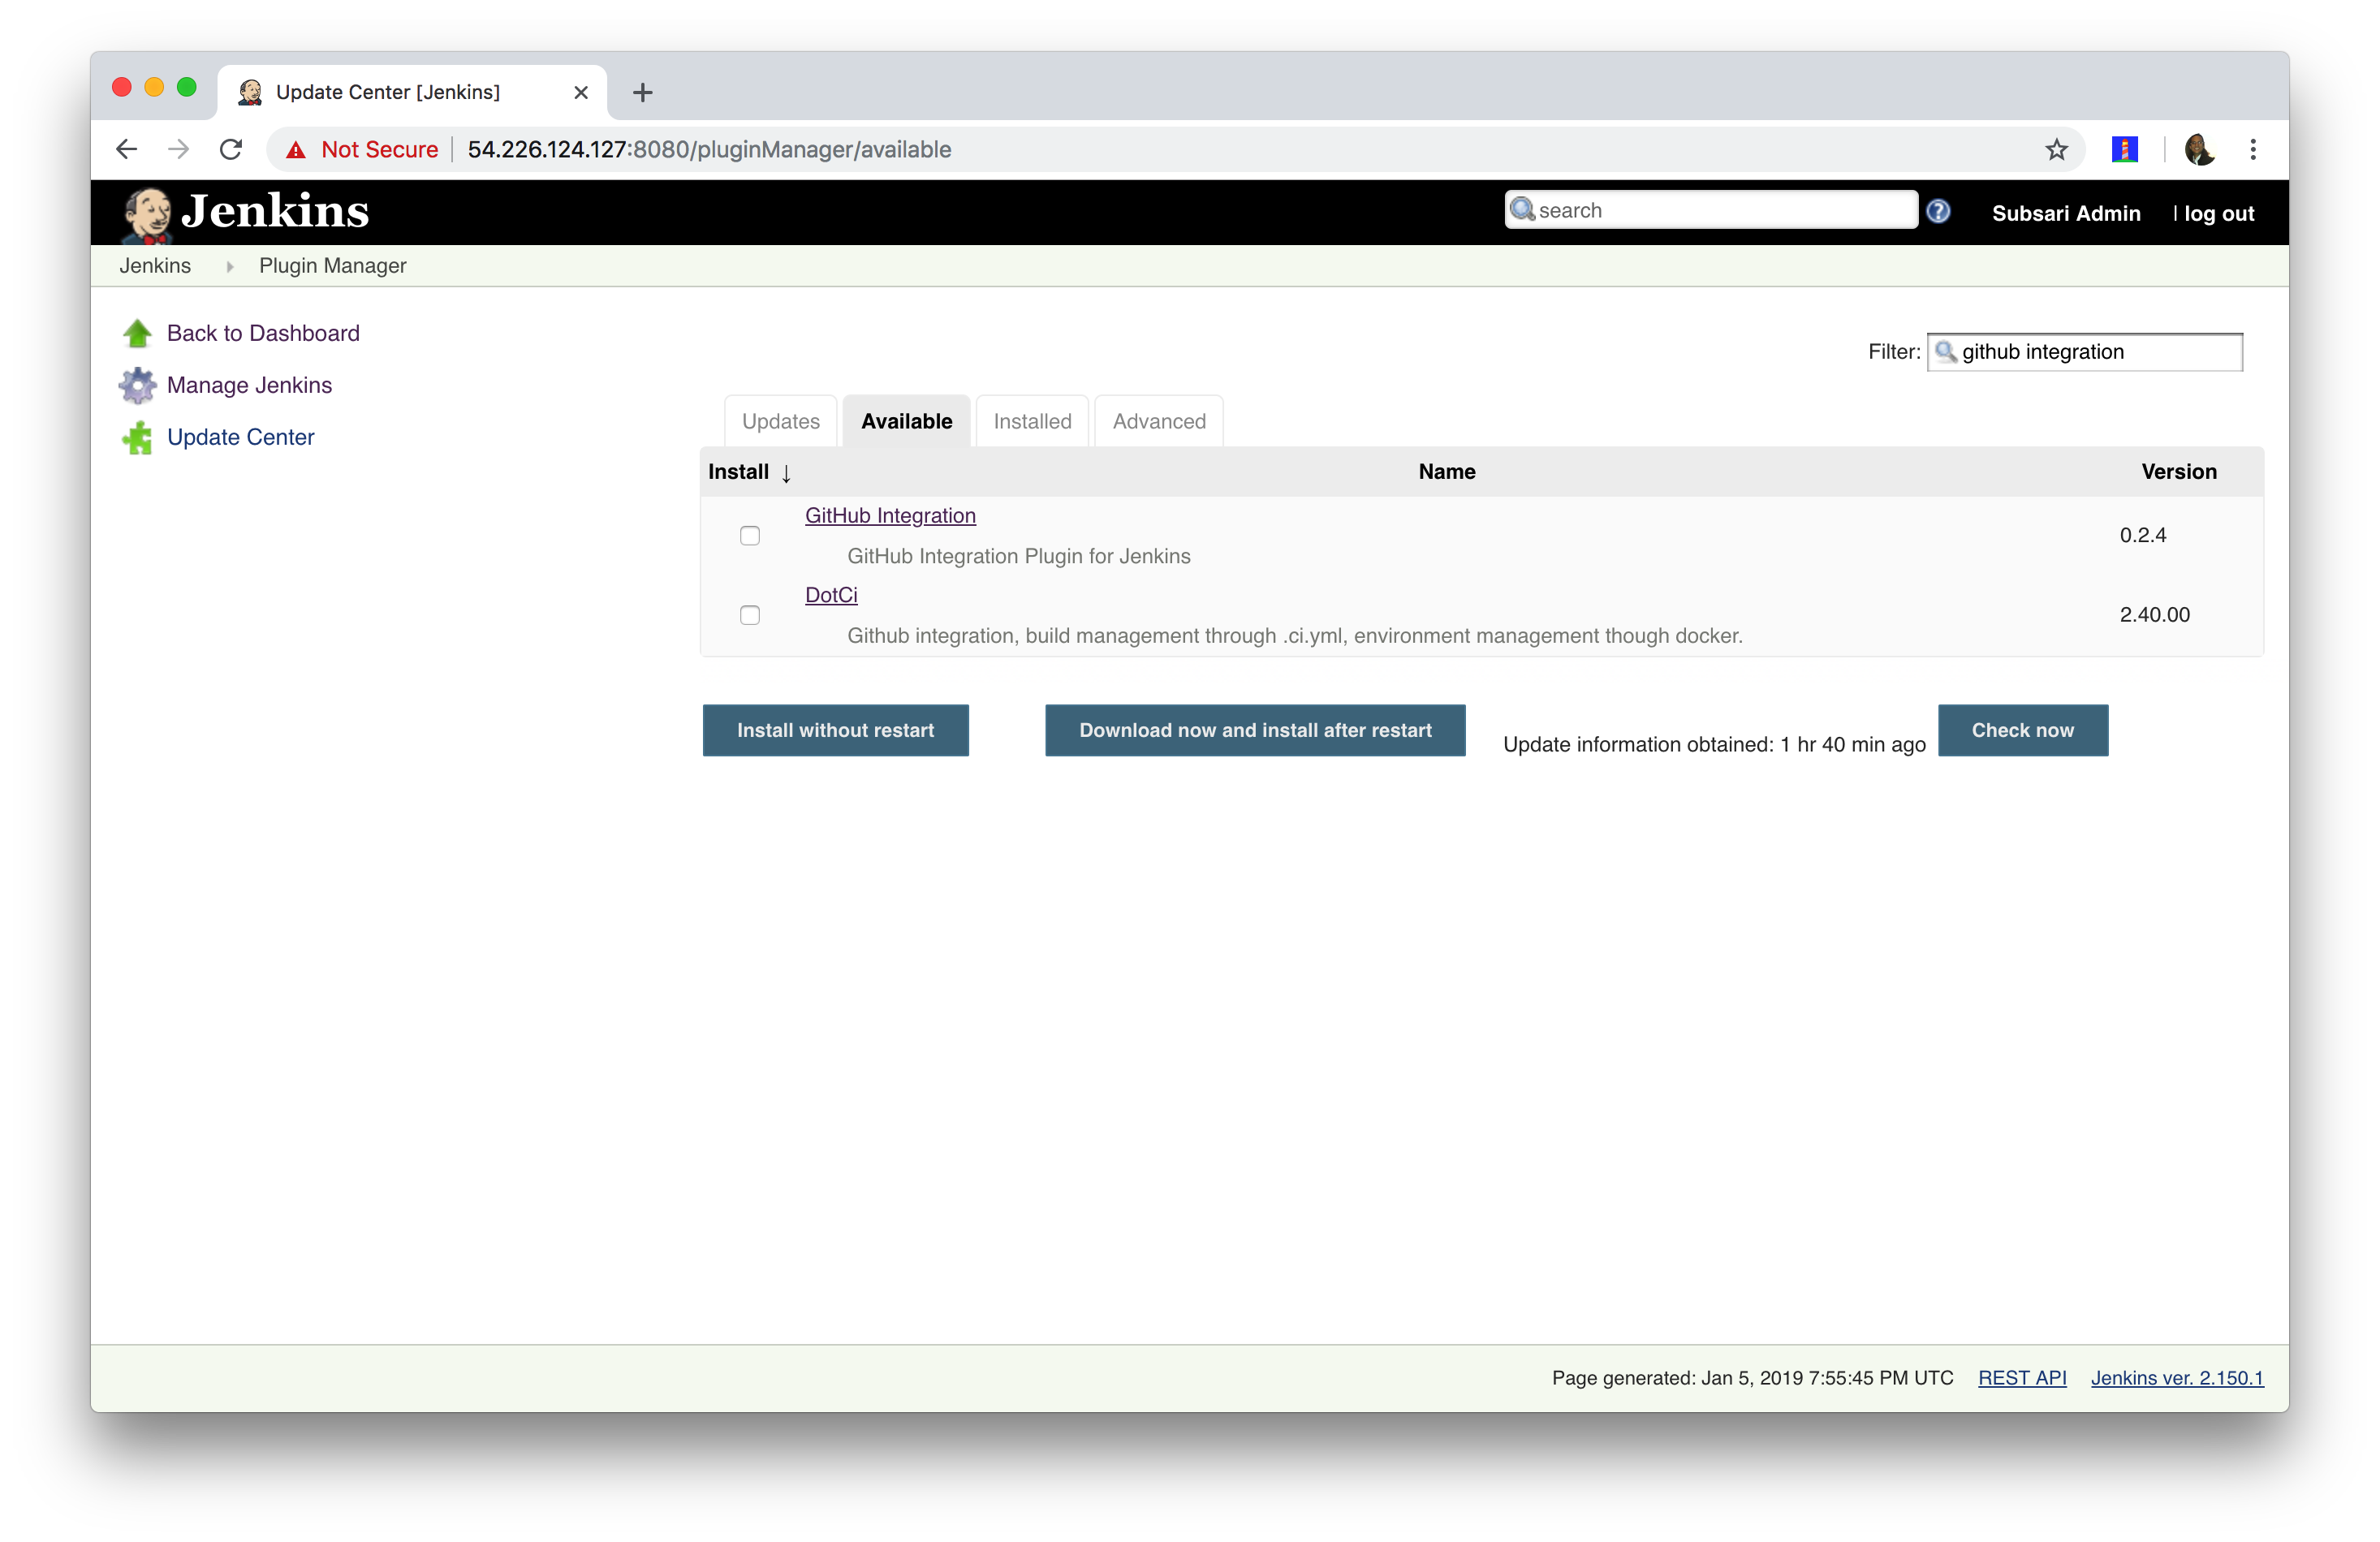 Update Center [Jenkins]
Not Secure 54.226.124.127:8080/pluginManager/available
Jenkins
search
Subsari Admin | log out
Jenkins Plugin Manager
Back to Dashboard
Manage Jenkins
Update Center
Filter: github integration
Updates Available Installed Advanced
Install ↓ Name Version
GitHub Integration
GitHub Integration Plugin for Jenkins
0.2.4
DotCi
Github integration, build management through .ci.yml, environment management though docker.
2.40.00
Install without restart Download now and install after restart Update information obtained: 1 hr 40 min ago Check now
Page generated: Jan 5, 2019 7:55:45 PM UTC REST API Jenkins ver. 2.150.1